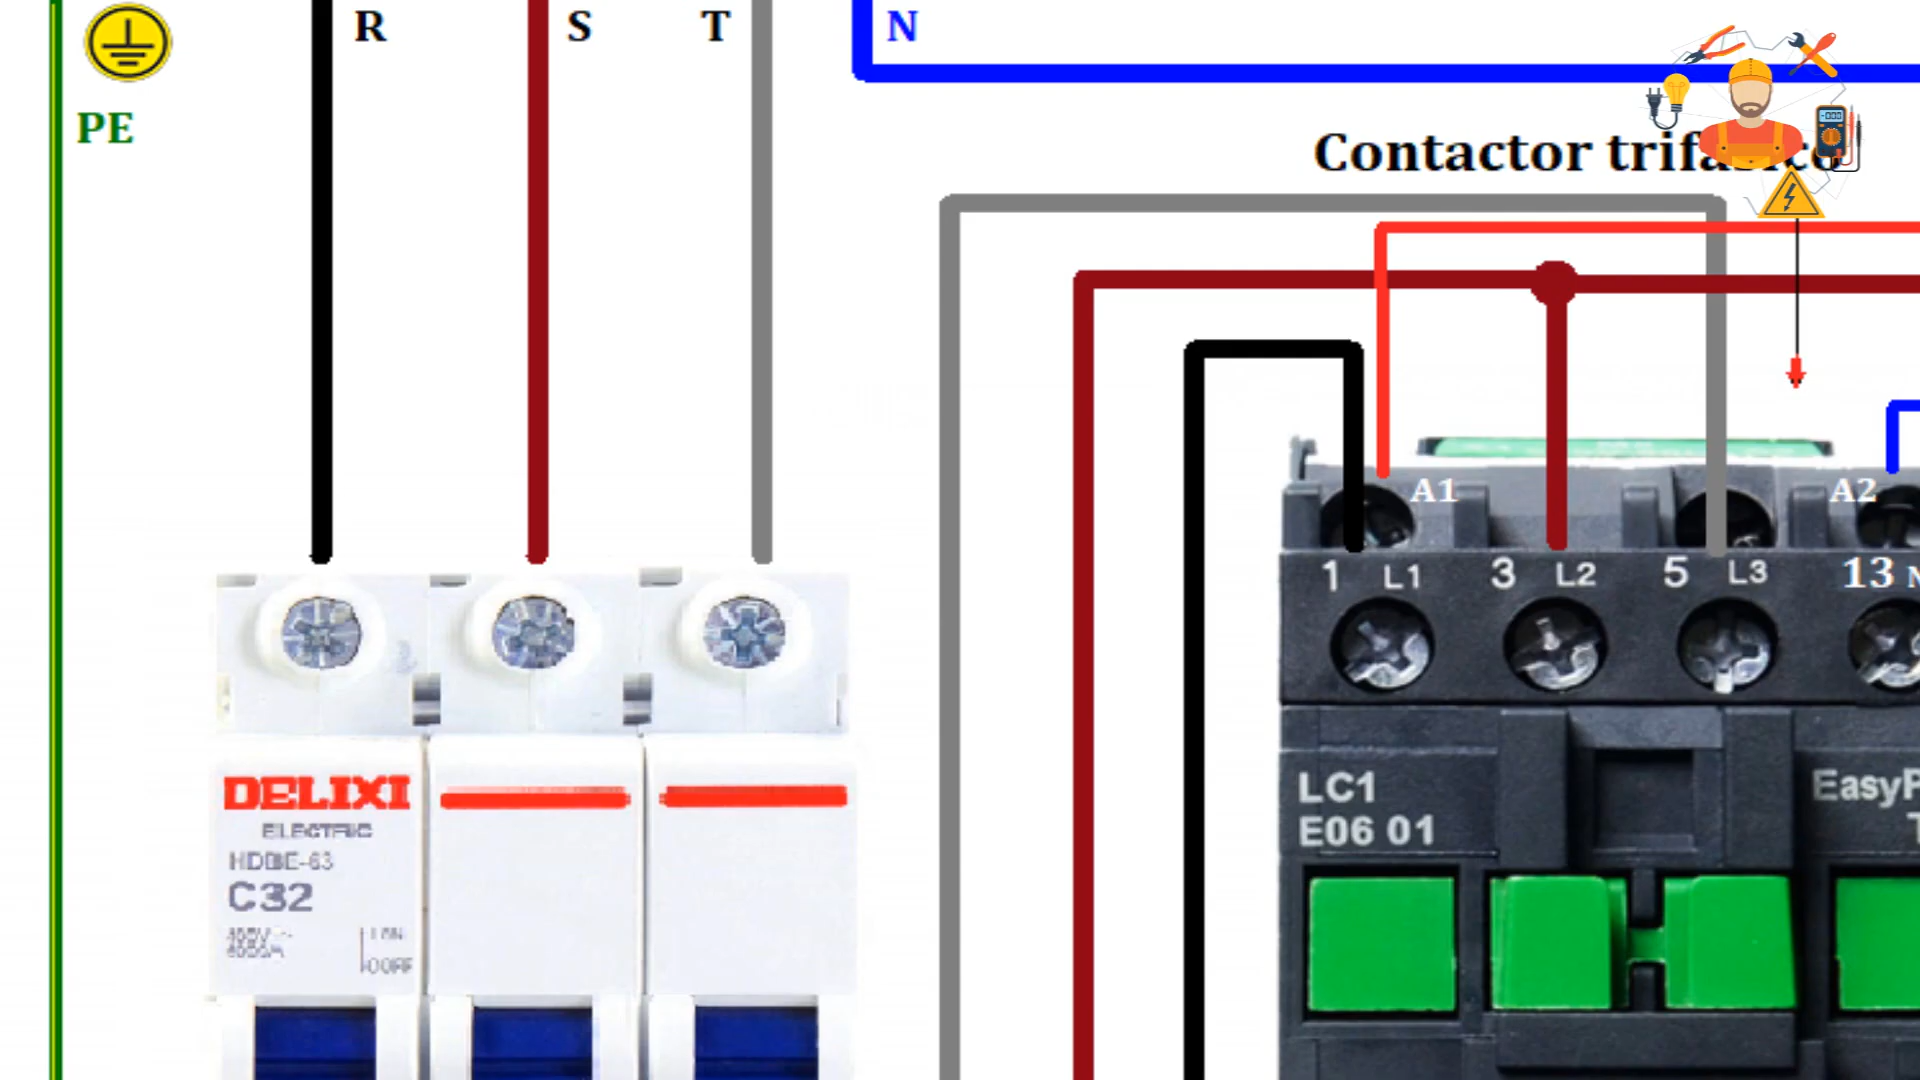 R
S
T
N
PE
Contactor trifásico
A1
A2
1 L1 3 L2 5 L3 13
DELIXI
ELECTRIC
HDBE-63
C32
LC1
E06 01
EasyP